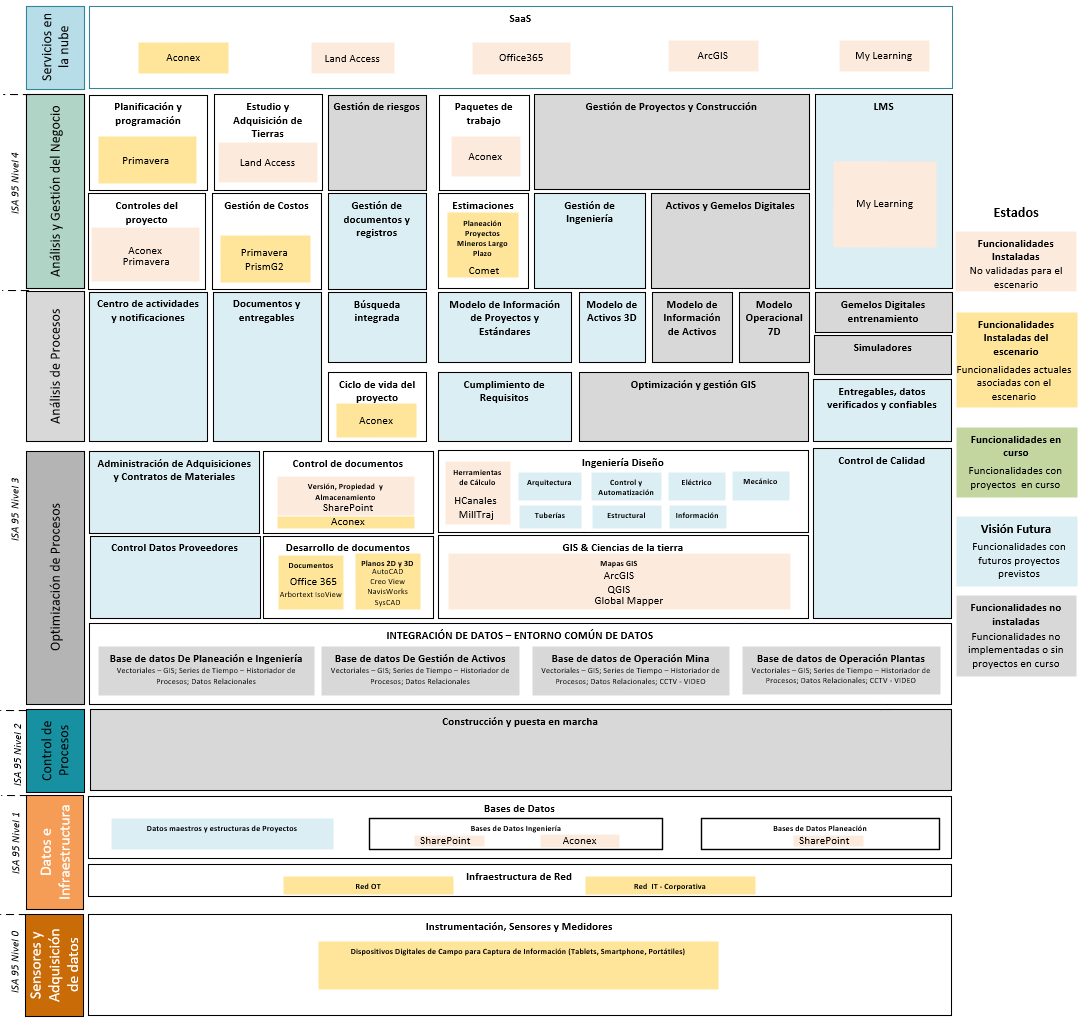 Servicios en
la nube
SaaS
Aconex
Land Access
Office365
ArcGIS
My Learning
ISA 95 Nivel 4
Análisis y Gestión del Negocio
Planificación y
programación
Primavera
Estudio y
Adquisición de
Tierras
Land Access
Gestión de riesgos
Paquetes de
trabajo
Aconex
Gestión de Proyectos y Construcción
LMS
My Learning
Controles del
proyecto
Aconex
Primavera
Gestión de Costos
Primavera
PrismG2
Gestión de
documentos y
registros
Estimaciones
Planeación
Proyectos
Mineros Largo
Plazo
Comet
Gestión de
Ingeniería
Activos y Gemelos Digitales
ISA 95 Nivel 3
Análisis de Procesos
Centro de actividades
y notificaciones
Documentos y
entregables
Búsqueda
integrada
Modelo de Información
de Proyectos y
Estándares
Modelo de
Activos 3D
Modelo de
Información
de Activos
Modelo
Operacional
7D
Gemelos Digitales
entrenamiento
Simuladores
Ciclo de vida del
proyecto
Aconex
Cumplimiento de
Requisitos
Optimización y gestión GIS
Entregables, datos
verificados y confiables
Optimización de Procesos
Administración de Adquisiciones
y Contratos de Materiales
Control de documentos
Versión, Propiedad y
Almacenamiento
SharePoint
Aconex
Ingeniería Diseño
Herramientas
de Cálculo
HCanales
MillTraj
Arquitectura
Control y
Automatización
Eléctrico
Mecánico
Tuberías
Estructural
Información
Control de Calidad
Control Datos Proveedores
Desarrollo de documentos
Documentos
Office 365
Arbortext IsoView
Planos 2D y 3D
AutoCAD
Creo View
NavisWorks
SysCAD
GIS & Ciencias de la tierra
Mapas GIS
ArcGIS
QGIS
Global Mapper
INTEGRACIÓN DE DATOS – ENTORNO COMÚN DE DATOS
Base de datos De Planeación e Ingeniería
Vectoriales – GIS; Series de Tiempo – Historiador de
Procesos; Datos Relacionales
Base de datos De Gestión de Activos
Vectoriales – GIS; Series de Tiempo – Historiador de
Procesos; Datos Relacionales
Base de datos de Operación Mina
Vectoriales – GIS; Series de Tiempo – Historiador de
Procesos; Datos Relacionales; CCTV - VIDEO
Base de datos de Operación Plantas
Vectoriales – GIS; Series de Tiempo – Historiador de
Procesos; Datos Relacionales; CCTV - VIDEO
ISA 95 Nivel 2
Control de
Procesos
Construcción y puesta en marcha
ISA 95 Nivel 1
Datos e
Infraestructura
Bases de Datos
Datos maestros y estructuras de Proyectos
Bases de Datos Ingeniería
SharePoint
Aconex
Bases de Datos Planeación
SharePoint
Infraestructura de Red
Red OT
Red IT - Corporativa
ISA 95 Nivel 0
Sensores y
Adquisición
de datos
Instrumentación, Sensores y Medidores
Dispositivos Digitales de Campo para Captura de Información (Tablets, Smartphone, Portátiles)
Estados
Funcionalidades
Instaladas
No validadas para el
escenario
Funcionalidades
Instaladas del
escenario
Funcionalidades actuales
asociadas con el
escenario
Funcionalidades en
curso
Funcionalidades con
proyectos en curso
Visión Futura
Funcionalidades con
futuros proyectos
previstos
Funcionalidades no
instaladas
Funcionalidades no
implementadas o sin
proyectos en curso